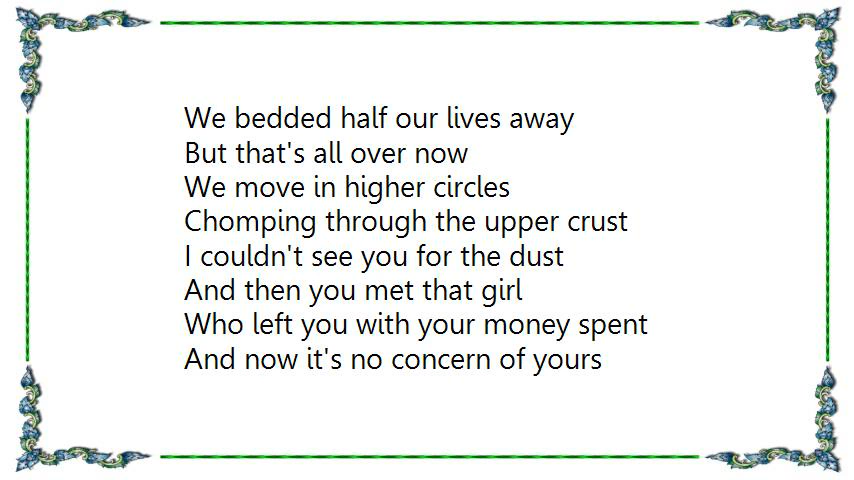 We bedded half our lives away
But that's all over now
We move in higher circles
Chomping through the upper crust
I couldn't see you for the dust
And then you met that girl
Who left you with your money spent
And now it's no concern of yours